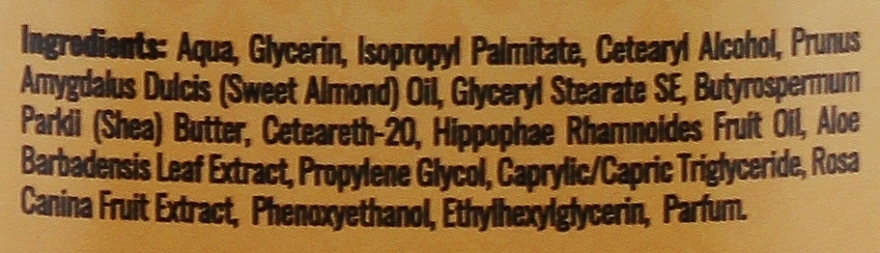 Ingredients: Aqua, Glycerin, Isopropyl Palmitate, Cetearyl Alcohol, Prunus
Amygdalus Dulcis (Sweet Almond) Oil, Glyceryl Stearate SE, Butyrospermum
Parkii (Shea) Butter, Ceteareth-20, Hippophae Rhamnoides Fruit Oil, Aloe
Barbadensis Leaf Extract, Propylene Glycol, Caprylic/Capric Triglyceride, Rosa
Canina Fruit Extract, Phenoxyethanol, Ethylhexylglycerin, Parfum.